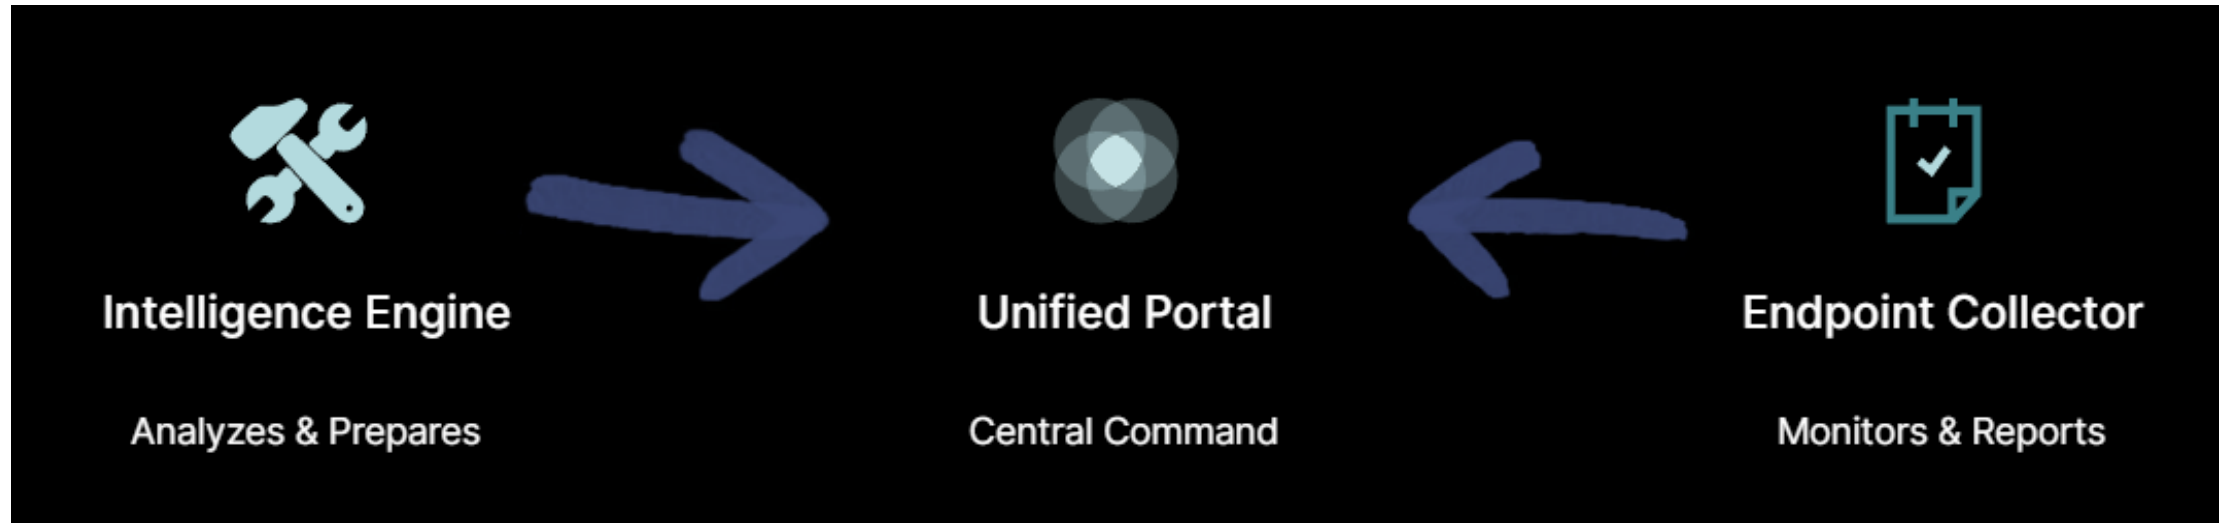 Intelligence Engine
Analyzes & Prepares
Unified Portal
Central Command
Endpoint Collector
Monitors & Reports